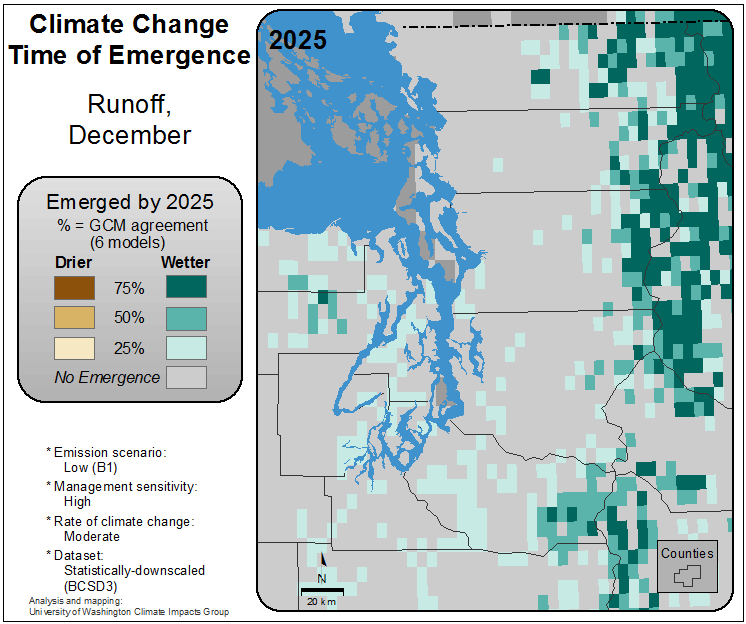 Climate Change
Time of Emergence
Runoff,
December
Emerged by 2025
% = GCM agreement
(6 models)
Drier Wetter
75%
50%
25%
No Emergence
* Emission scenario:
Low (B1)
* Management sensitivity:
High
* Rate of climate change:
Moderate
* Dataset:
Statistically-downscaled
(BCSD3)
Analysis and mapping:
University of Washington Climate Impacts Group
2025
N
20 km
Counties